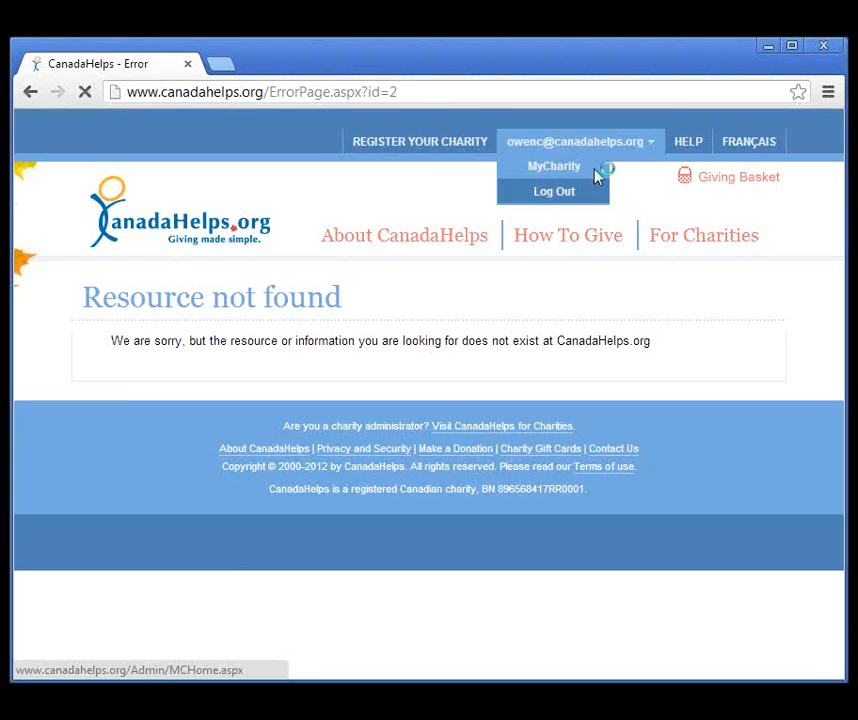 CanadaHelps - Error
www.canadahelps.org/ErrorPage.aspx?id=2
REGISTER YOUR CHARITY owenc@canadahelps.org HELP FRANÇAIS
MyCharity
Log Out
Giving Basket
CanadaHelps.org
Giving made simple.
About CanadaHelps How To Give For Charities
Resource not found
We are sorry, but the resource or information you are looking for does not exist at CanadaHelps.org
Are you a charity administrator? Visit CanadaHelps for Charities.
About CanadaHelps | Privacy and Security | Make a Donation | Charity Gift Cards | Contact Us
Copyright © 2000-2012 by CanadaHelps. All rights reserved. Please read our Terms of use.
CanadaHelps is a registered Canadian charity, BN 896568417RR0001.
www.canadahelps.org/Admin/MCHome.aspx